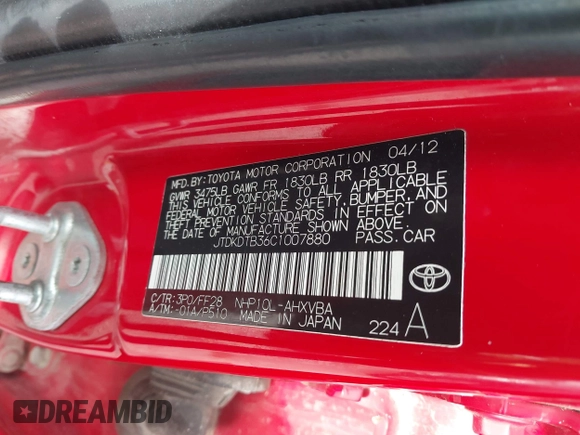 MFD.BY:TOYOTA MOTOR CORPORATION 04/12
GVWR 3475LB GAWR FR 1830LB RR 1830LB
THIS VEHICLE CONFORMS TO ALL APPLICABLE
FEDERAL MOTOR VEHICLE SAFETY,BUMPER,AND
THEFT PREVENTION STANDARDS IN EFFECT ON
THE DATE OF MANUFACTURE SHOWN ABOVE.
JTDKDTB36C1007880 PASS.CAR
C/TR:3P0/FF28 NHP10L-AHXVBA
A/TM:-01A/P510 MADE IN JAPAN
224 A
DREAMBID